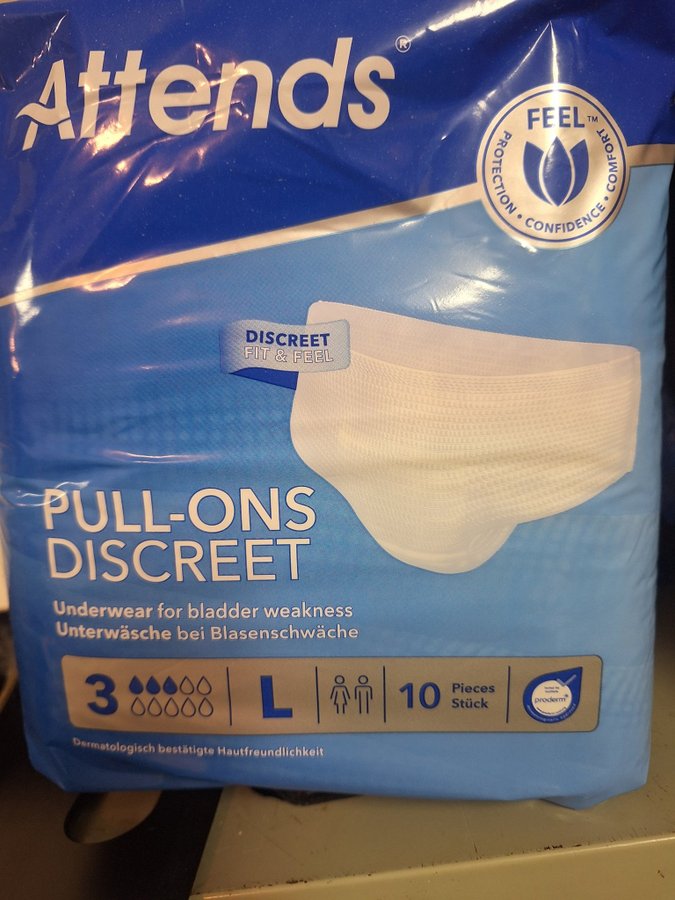 Attends®
FEEL™
PROTECTION • CONFIDENCE • COMFORT
DISCREET
FIT & FEEL
PULL-ONS
DISCREET
Underwear for bladder weakness
Unterwäsche bei Blasenschwäche
3 L 10 Pieces
Stück
proderm®
Dermatologisch bestätigte Hautfreundlichkeit